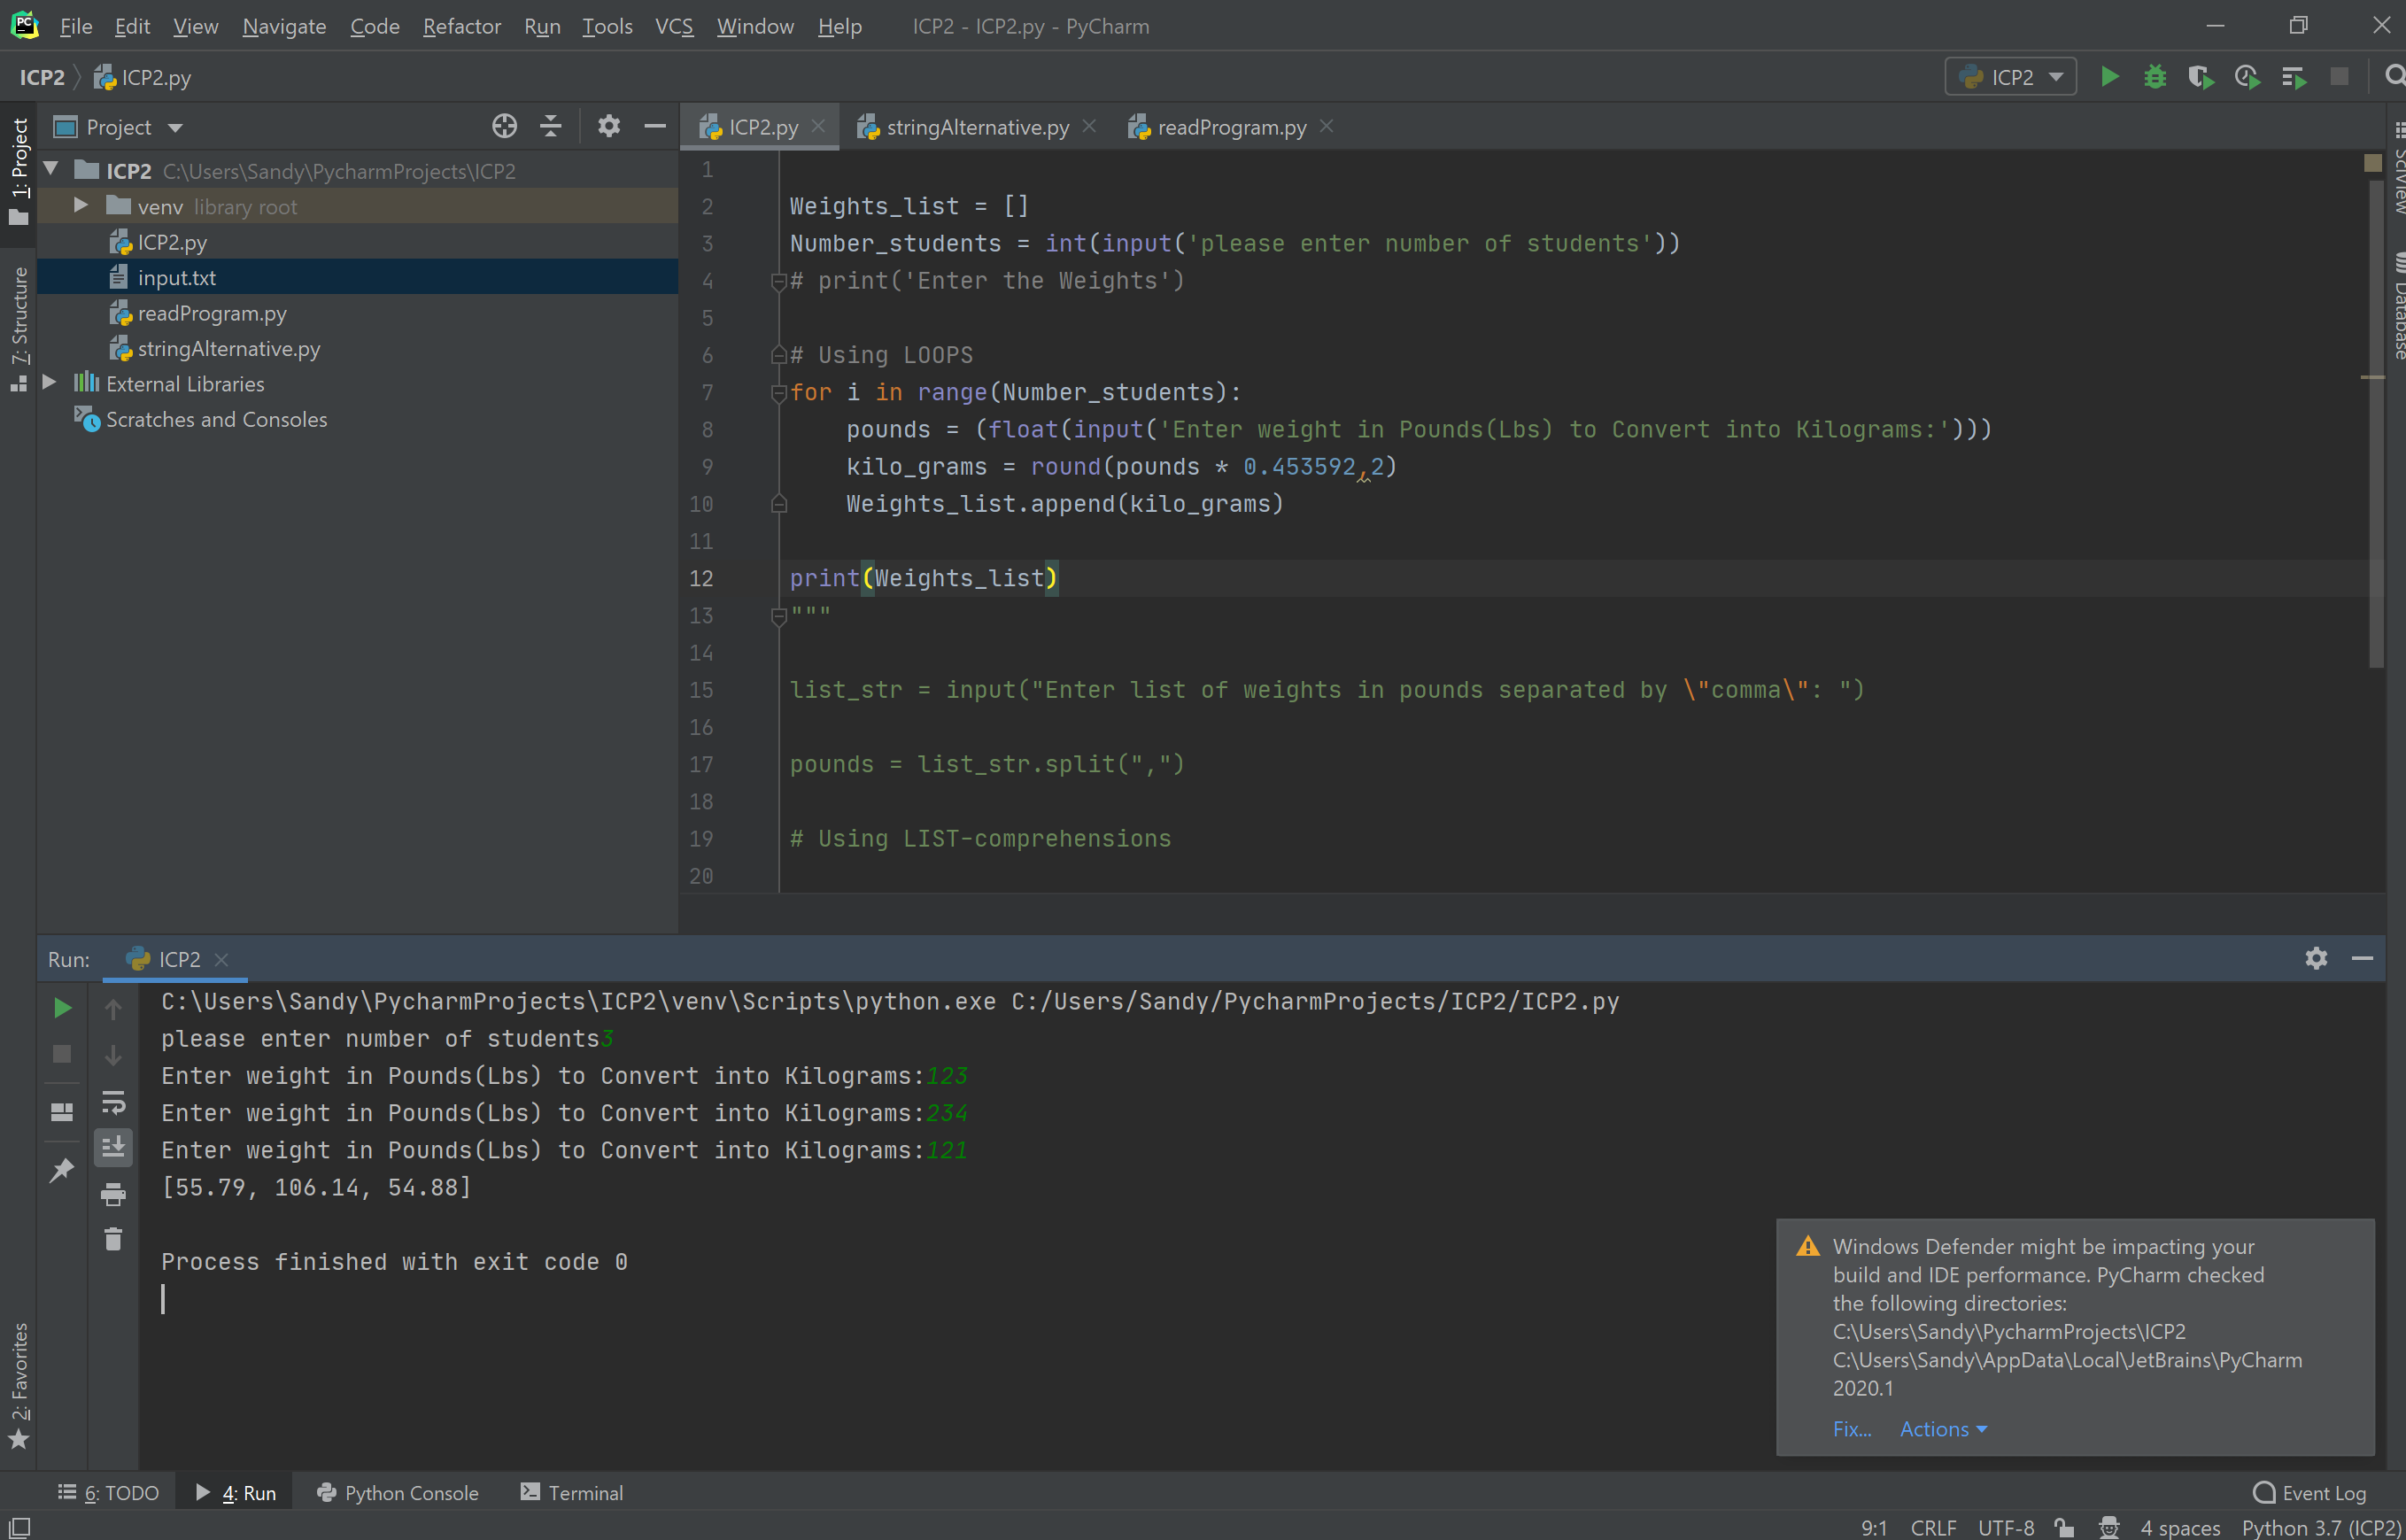 File Edit View Navigate Code Refactor Run Tools VCS Window Help ICP2 - ICP2.py - PyCharm
ICP2 ICP2.py ICP2
1: Project
Project
ICP2.py stringAlternative.py readProgram.py
ICP2 C:\Users\Sandy\PycharmProjects\ICP2
venv library root
ICP2.py
input.txt
readProgram.py
stringAlternative.py
External Libraries
Scratches and Consoles
7: Structure
2: Favorites
SciView
Database
1
2 Weights_list = []
3 Number_students = int(input('please enter number of students'))
4 # print('Enter the Weights')
5
6 # Using LOOPS
7 for i in range(Number_students):
8 pounds = (float(input('Enter weight in Pounds(Lbs) to Convert into Kilograms:')))
9 kilo_grams = round(pounds * 0.453592,2)
10 Weights_list.append(kilo_grams)
11
12 print(Weights_list)
13 """
14
15 list_str = input("Enter list of weights in pounds separated by \"comma\": ")
16
17 pounds = list_str.split(",")
18
19 # Using LIST-comprehensions
20
Run: ICP2
C:\Users\Sandy\PycharmProjects\ICP2\venv\Scripts\python.exe C:/Users/Sandy/PycharmProjects/ICP2/ICP2.py
please enter number of students3
Enter weight in Pounds(Lbs) to Convert into Kilograms:123
Enter weight in Pounds(Lbs) to Convert into Kilograms:234
Enter weight in Pounds(Lbs) to Convert into Kilograms:121
[55.79, 106.14, 54.88]
Process finished with exit code 0
Windows Defender might be impacting your
build and IDE performance. PyCharm checked
the following directories:
C:\Users\Sandy\PycharmProjects\ICP2
C:\Users\Sandy\AppData\Local\JetBrains\PyCharm
2020.1
Fix... Actions
6: TODO 4: Run Python Console Terminal Event Log
9:1 CRLF UTF-8 4 spaces Python 3.7 (ICP2)